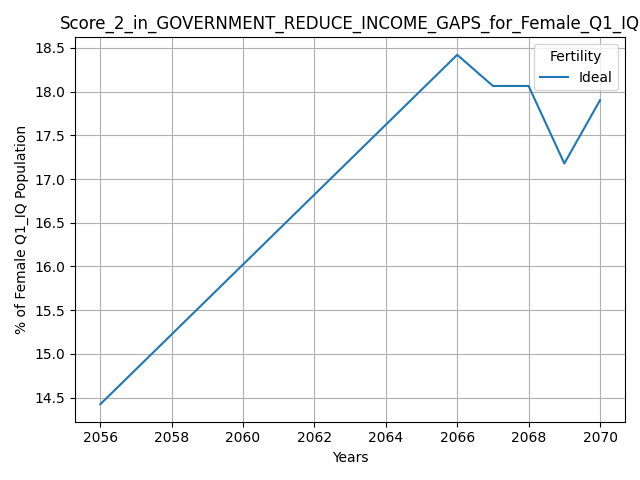 Score_2_in_GOVERNMENT_REDUCE_INCOME_GAPS_for_Female_Q1_IQ
Fertility
Ideal
% of Female Q1_IQ Population
18.5
18.0
17.5
17.0
16.5
16.0
15.5
15.0
14.5
2056 2058 2060 2062 2064 2066 2068 2070
Years